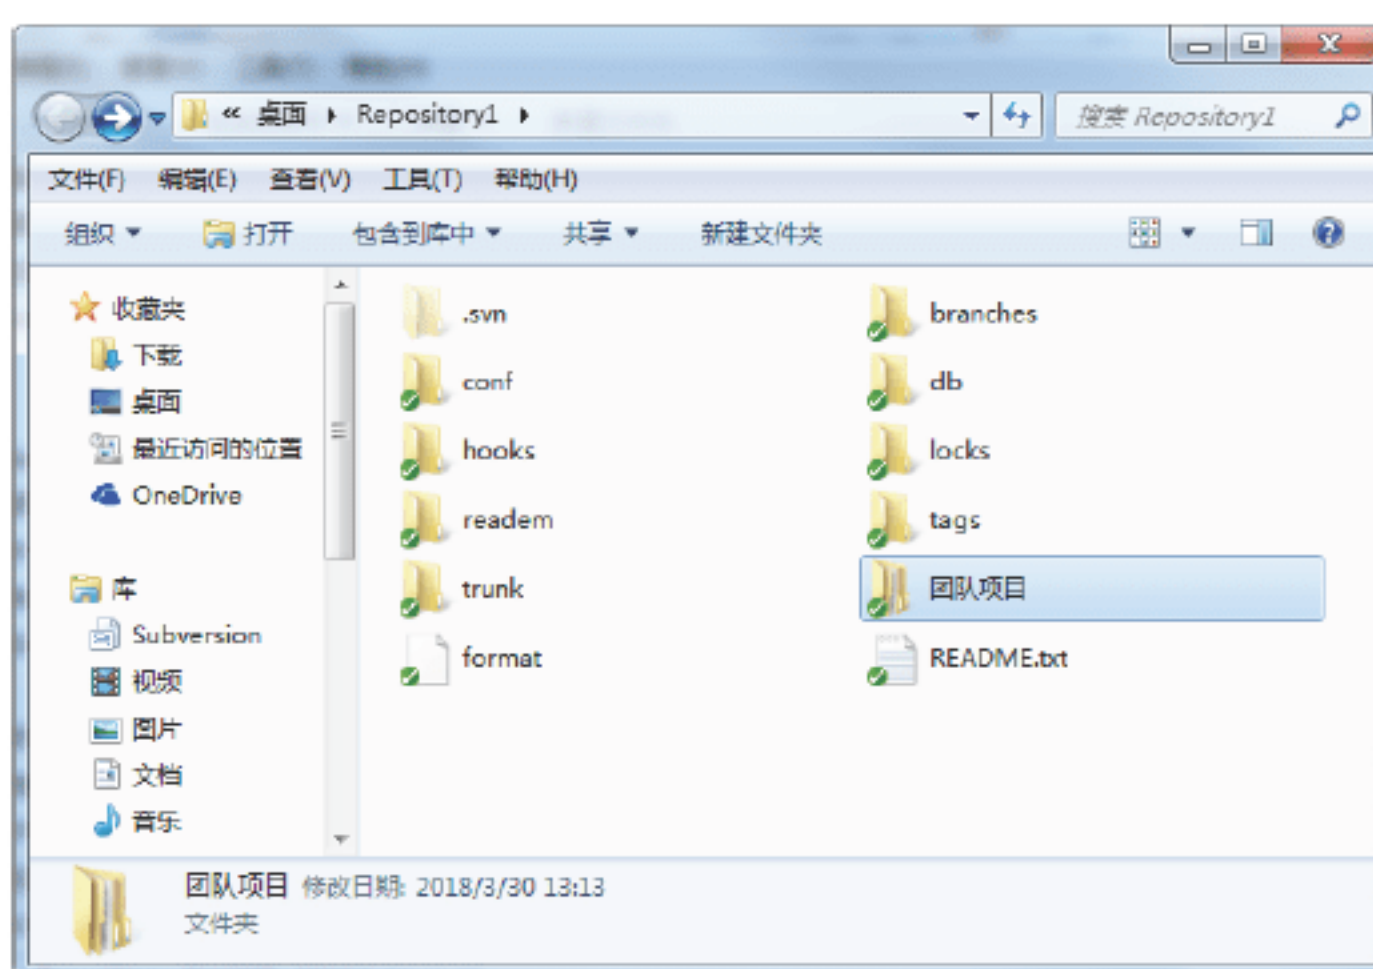 « 桌面 Repository1
搜索 Repository1
文件(F) 编辑(E) 查看(V) 工具(T) 帮助(H)
组织 打开 包含到库中 共享 新建文件夹
收藏夹
下载
桌面
最近访问的位置
OneDrive
库
Subversion
视频
图片
文档
音乐
.svn
branches
conf
db
hooks
locks
readem
tags
trunk
团队项目
format
README.txt
团队项目 修改日期: 2018/3/30 13:13
文件夹